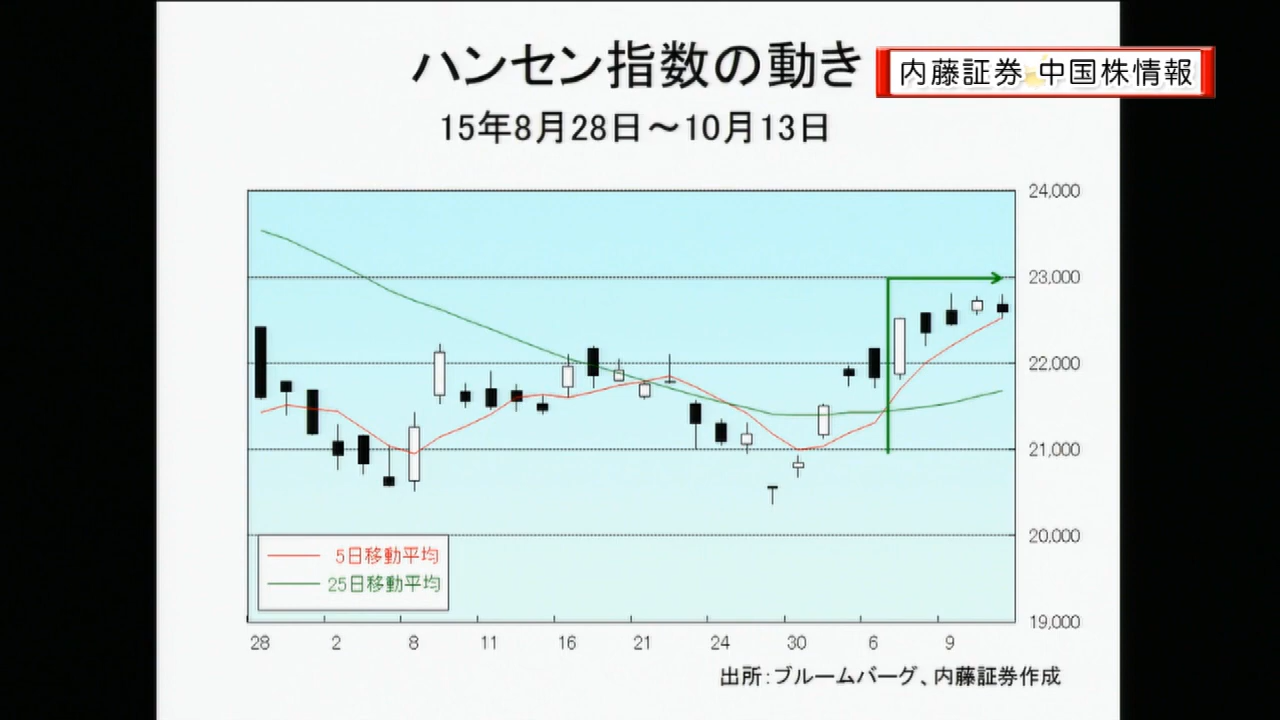 ハンセン指数の動き
内藤証券 中国株情報
15年8月28日～10月13日
24,000
23,000
22,000
21,000
20,000
19,000
5日移動平均
25日移動平均
28 2 8 11 16 21 24 30 6 9
出所：ブルームバーグ、内藤証券作成